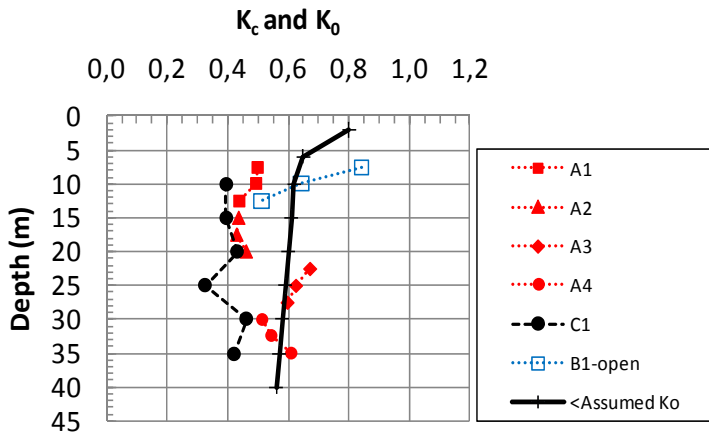 Kc and K0
0,0 0,2 0,4 0,6 0,8 1,0 1,2
0
5
10
15
20
25
30
35
40
45
Depth (m)
A1
A2
A3
A4
C1
B1-open
<Assumed Ko